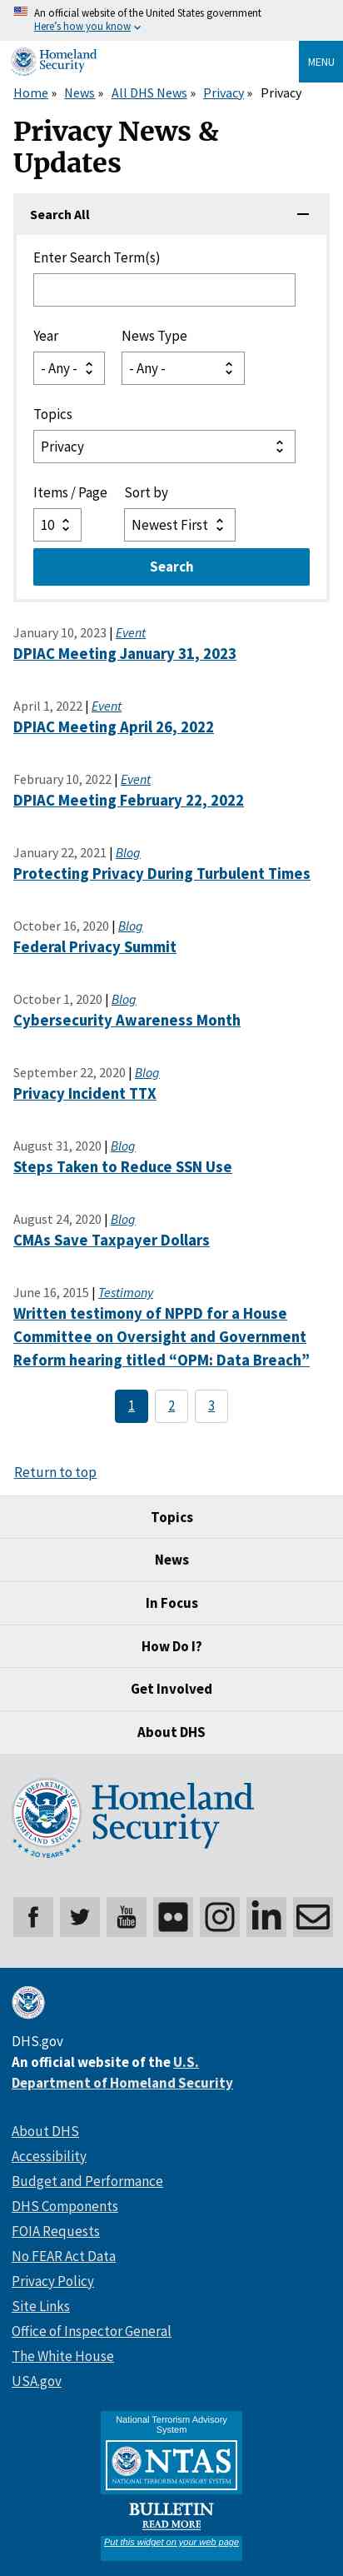 An official website of the United States government
Here's how you know
Homeland
Security
MENU
Home » News » All DHS News » Privacy » Privacy
Privacy News &
Updates
Search All
Enter Search Term(s)
Year News Type
- Any - - Any -
Topics
Privacy
Items / Page Sort by
10 Newest First
Search
January 10, 2023 | Event
DPIAC Meeting January 31, 2023
April 1, 2022 | Event
DPIAC Meeting April 26, 2022
February 10, 2022 | Event
DPIAC Meeting February 22, 2022
January 22, 2021 | Blog
Protecting Privacy During Turbulent Times
October 16, 2020 | Blog
Federal Privacy Summit
October 1, 2020 | Blog
Cybersecurity Awareness Month
September 22, 2020 | Blog
Privacy Incident TTX
August 31, 2020 | Blog
Steps Taken to Reduce SSN Use
August 24, 2020 | Blog
CMAs Save Taxpayer Dollars
June 16, 2015 | Testimony
Written testimony of NPPD for a House
Committee on Oversight and Government
Reform hearing titled “OPM: Data Breach”
1 2 3
Return to top
Topics
News
In Focus
How Do I?
Get Involved
About DHS
U.S. DEPARTMENT OF HOMELAND SECURITY
20 YEARS
Homeland
Security
You
Tube
DHS.gov
An official website of the U.S.
Department of Homeland Security
About DHS
Accessibility
Budget and Performance
DHS Components
FOIA Requests
No FEAR Act Data
Privacy Policy
Site Links
Office of Inspector General
The White House
USA.gov
National Terrorism Advisory
System
NTAS
NATIONAL TERRORISM ADVISORY SYSTEM
BULLETIN
READ MORE
Put this widget on your web page